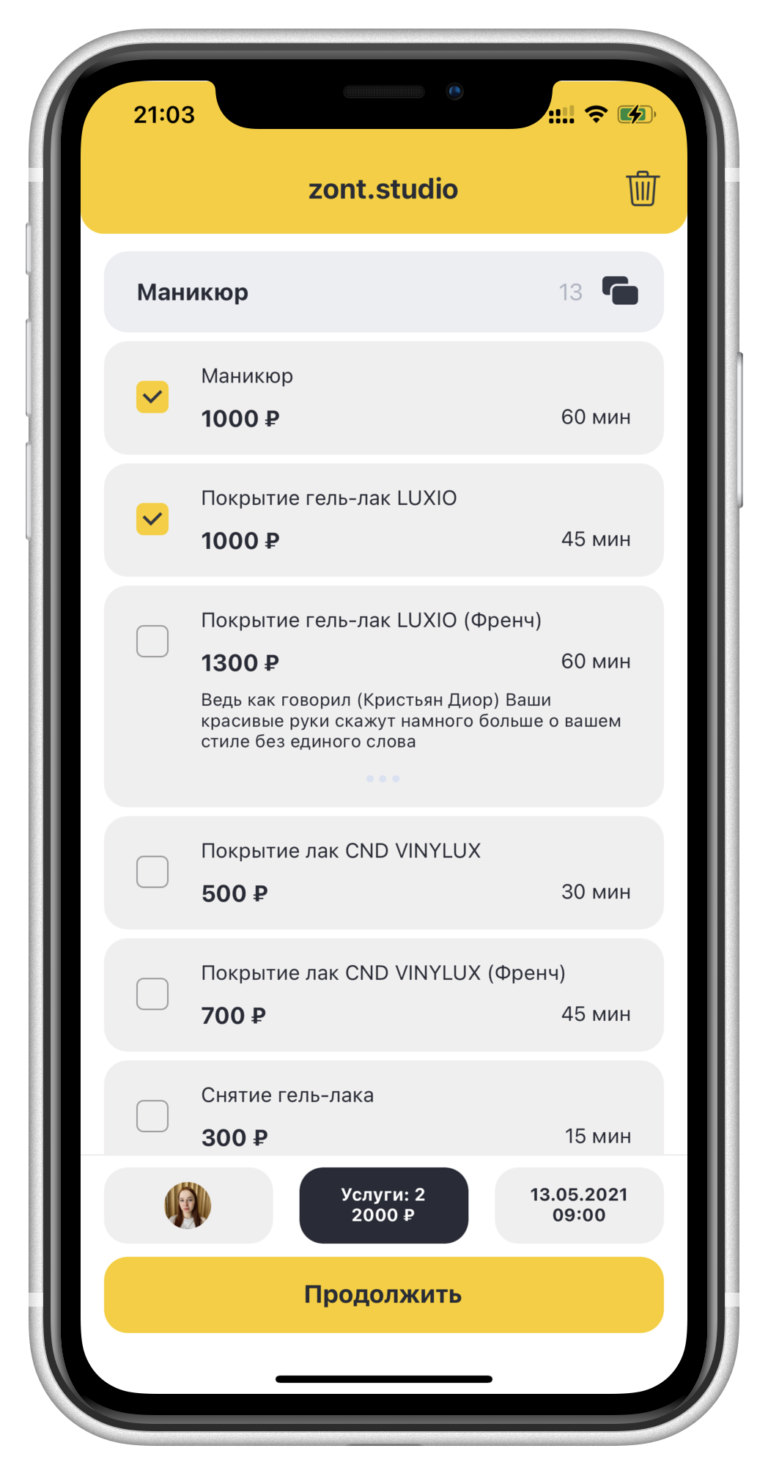 21:03
zont.studio
Маникюр 13
Маникюр
1000 ₽ 60 мин
Покрытие гель-лак LUXIO
1000 ₽ 45 мин
Покрытие гель-лак LUXIO (Френч)
1300 ₽ 60 мин
Ведь как говорил (Кристьян Диор) Ваши
красивые руки скажут намного больше о вашем
стиле без единого слова
Покрытие лак CND VINYLUX
500 ₽ 30 мин
Покрытие лак CND VINYLUX (Френч)
700 ₽ 45 мин
Снятие гель-лака
300 ₽ 15 мин
Услуги: 2
2000 ₽
13.05.2021
09:00
Продолжить